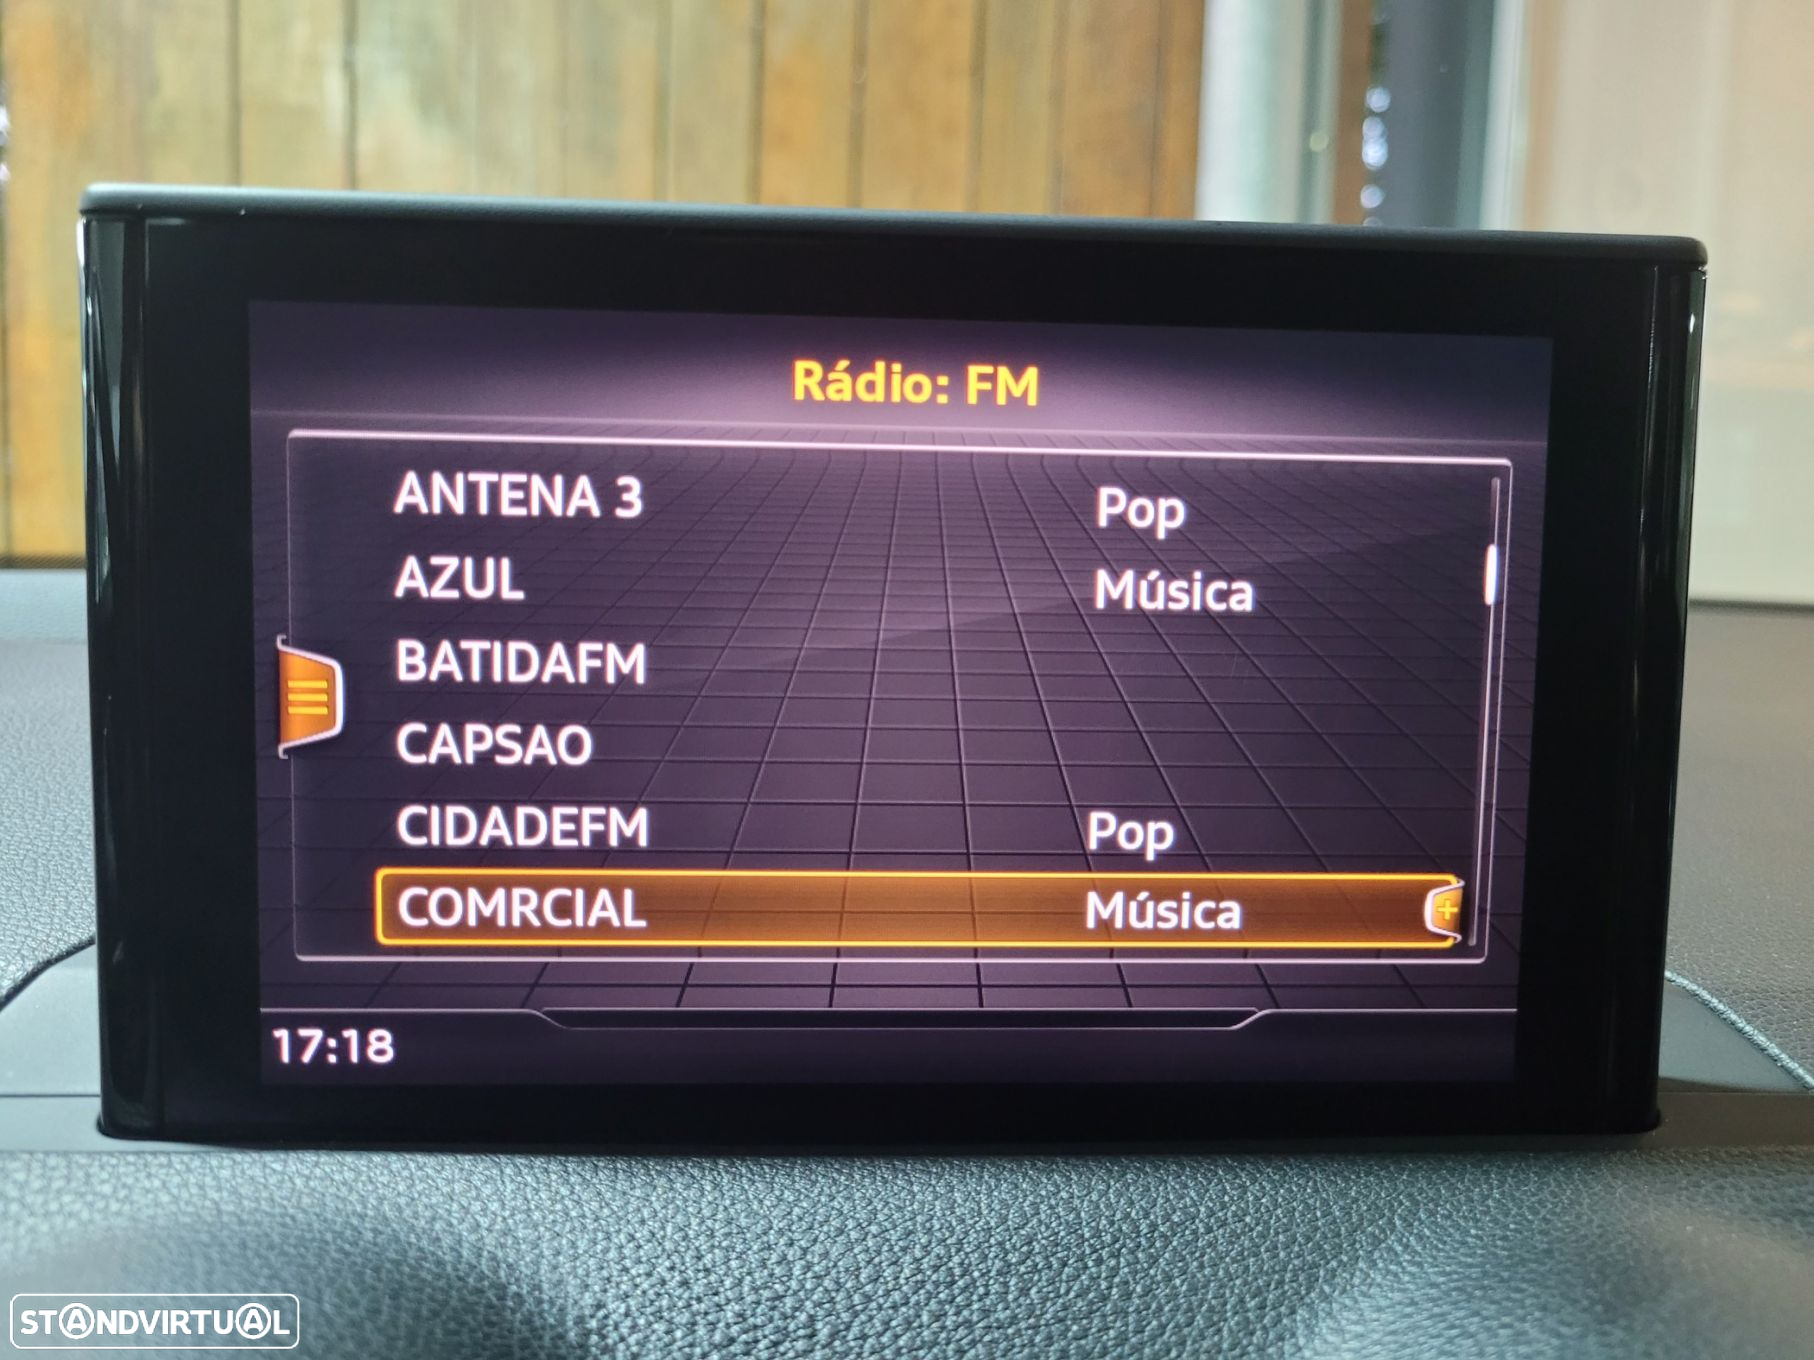 Rádio: FM
ANTENA 3 Pop
AZUL Música
BATIDAFM
CAPSAO
CIDADEFM Pop
COMRCIAL Música
17:18
STANDVIRTUAL